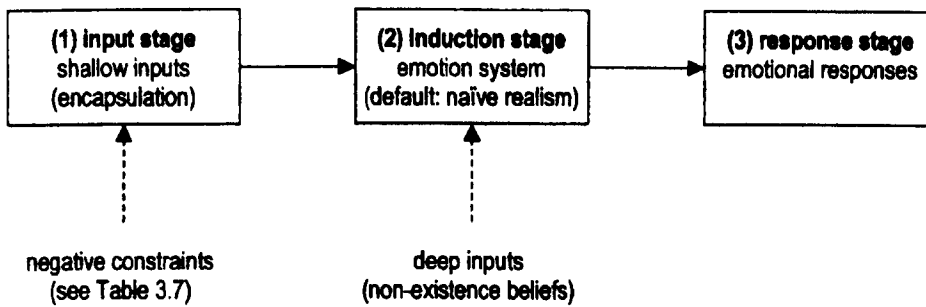 (1) input stage
shallow inputs
(encapsulation)
(2) induction stage
emotion system
(default: naïve realism)
(3) response stage
emotional responses
negative constraints
(see Table 3.7)
deep inputs
(non-existence beliefs)